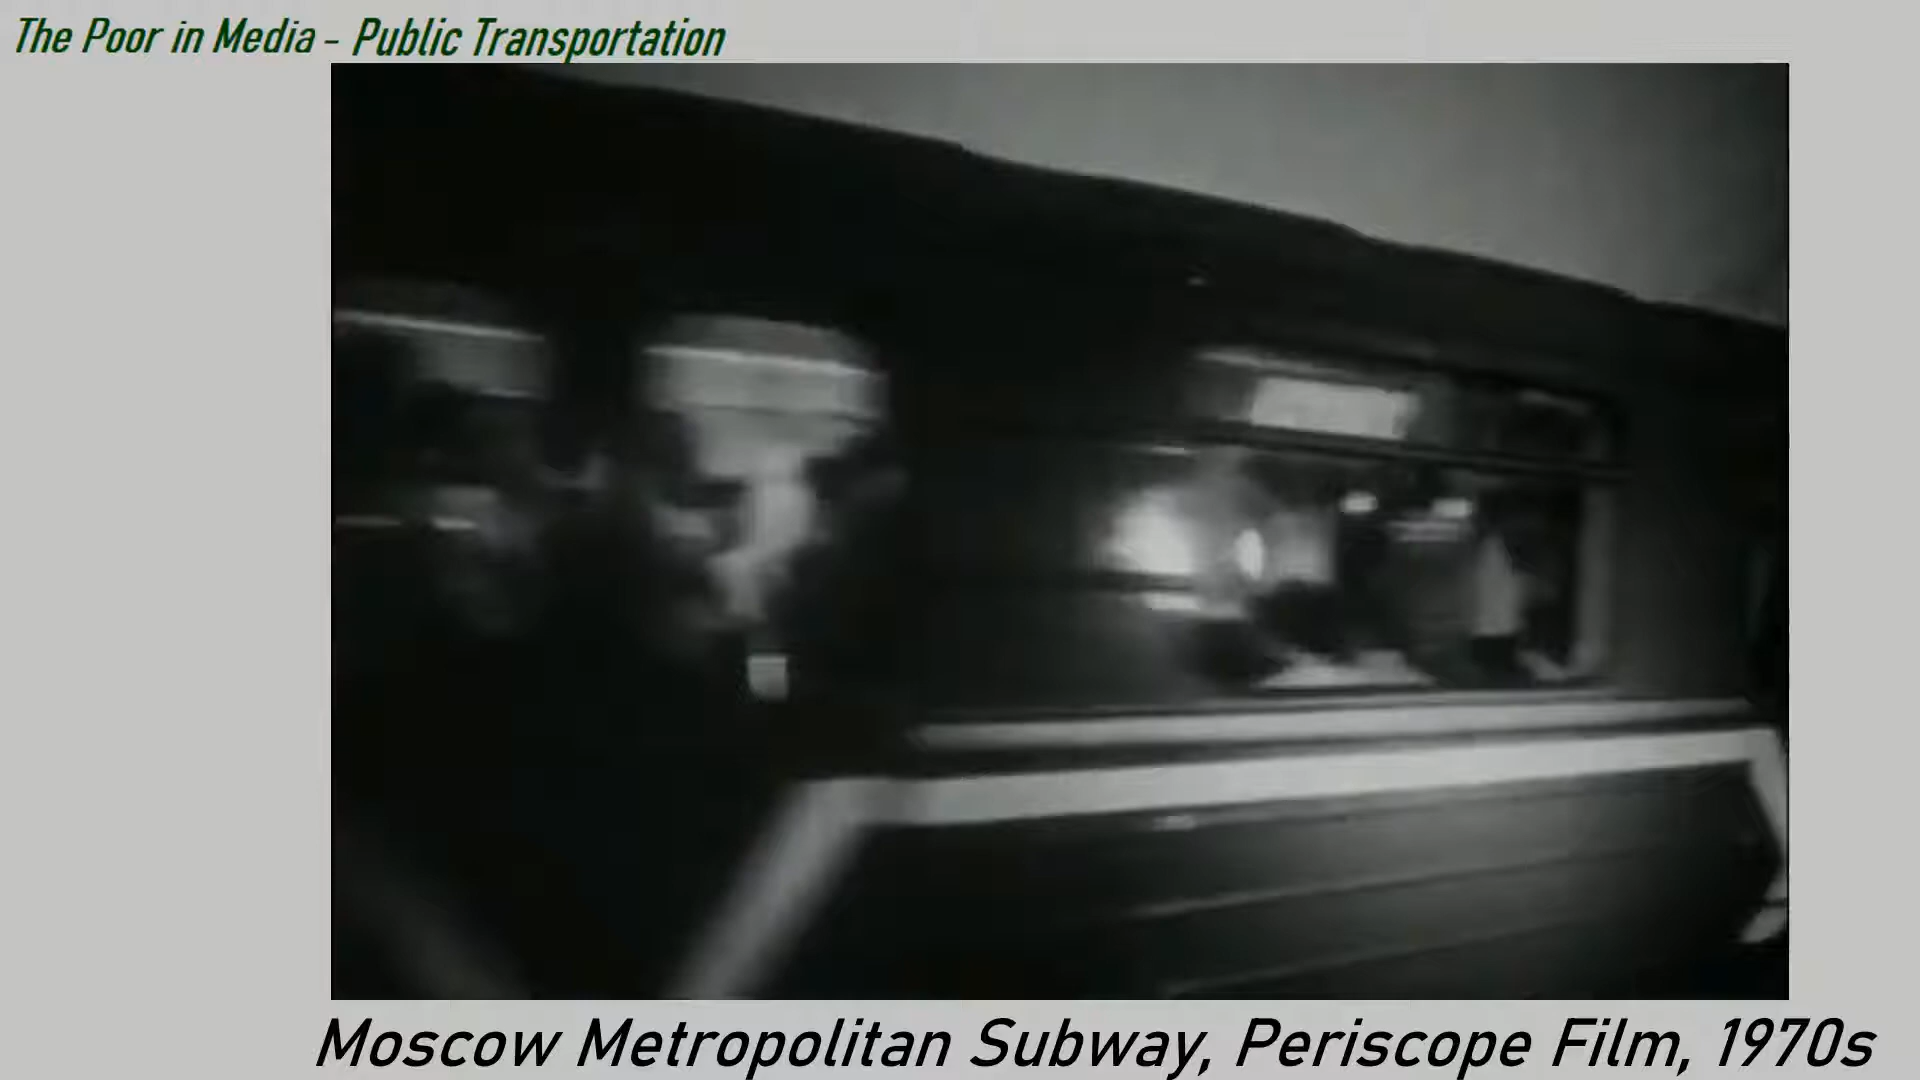 The Poor in Media - Public Transportation
Moscow Metropolitan Subway, Periscope Film, 1970s